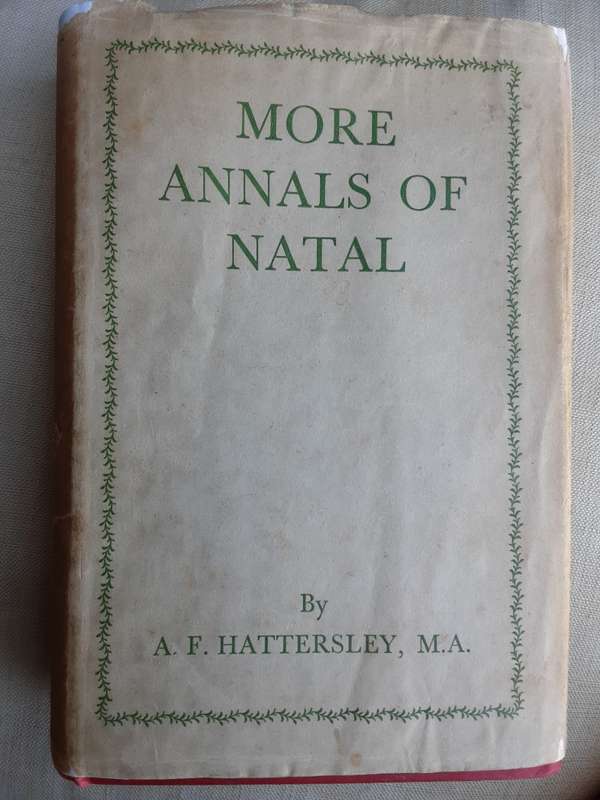 MORE
ANNALS OF
NATAL
By
A. F. HATTERSLEY, M.A.